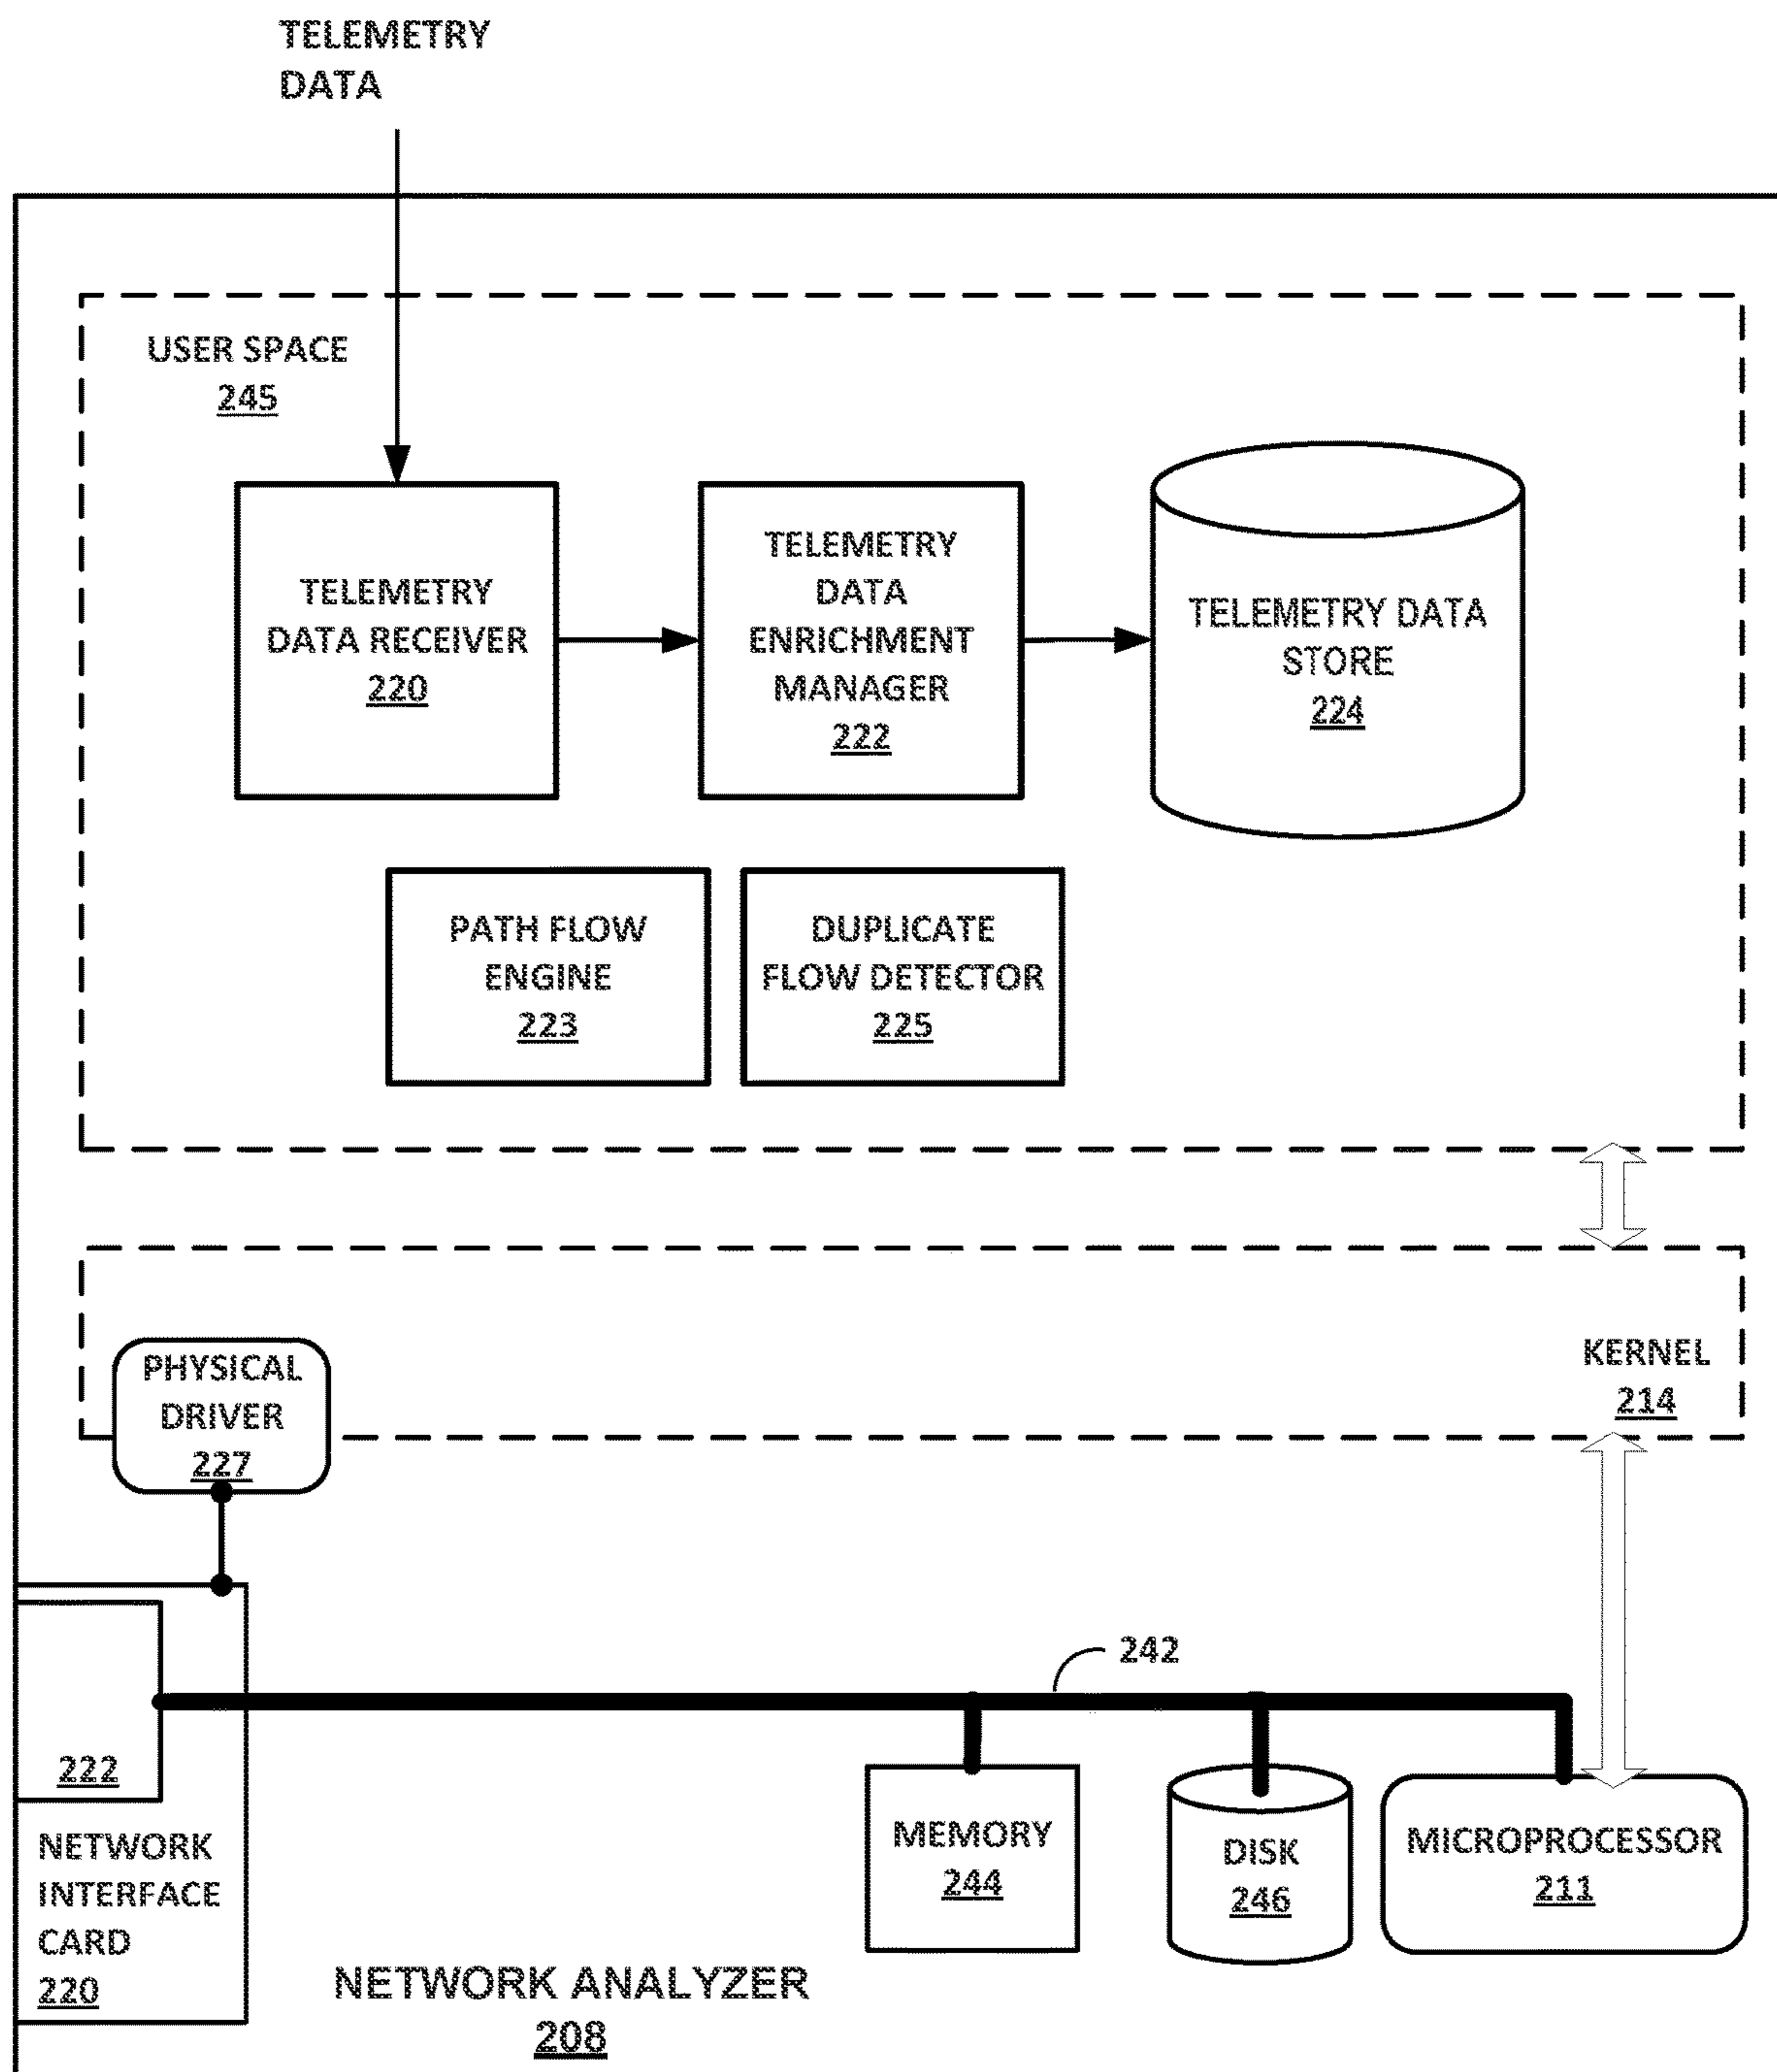 TELEMETRY
DATA
USER SPACE
245
TELEMETRY
DATA RECEIVER
220
TELEMETRY
DATA
ENRICHMENT
MANAGER
222
TELEMETRY DATA
STORE
224
PATH FLOW
ENGINE
223
DUPLICATE
FLOW DETECTOR
225
KERNEL
214
PHYSICAL
DRIVER
227
242
222
NETWORK
INTERFACE
CARD
220
MEMORY
244
DISK
246
MICROPROCESSOR
211
NETWORK ANALYZER
208